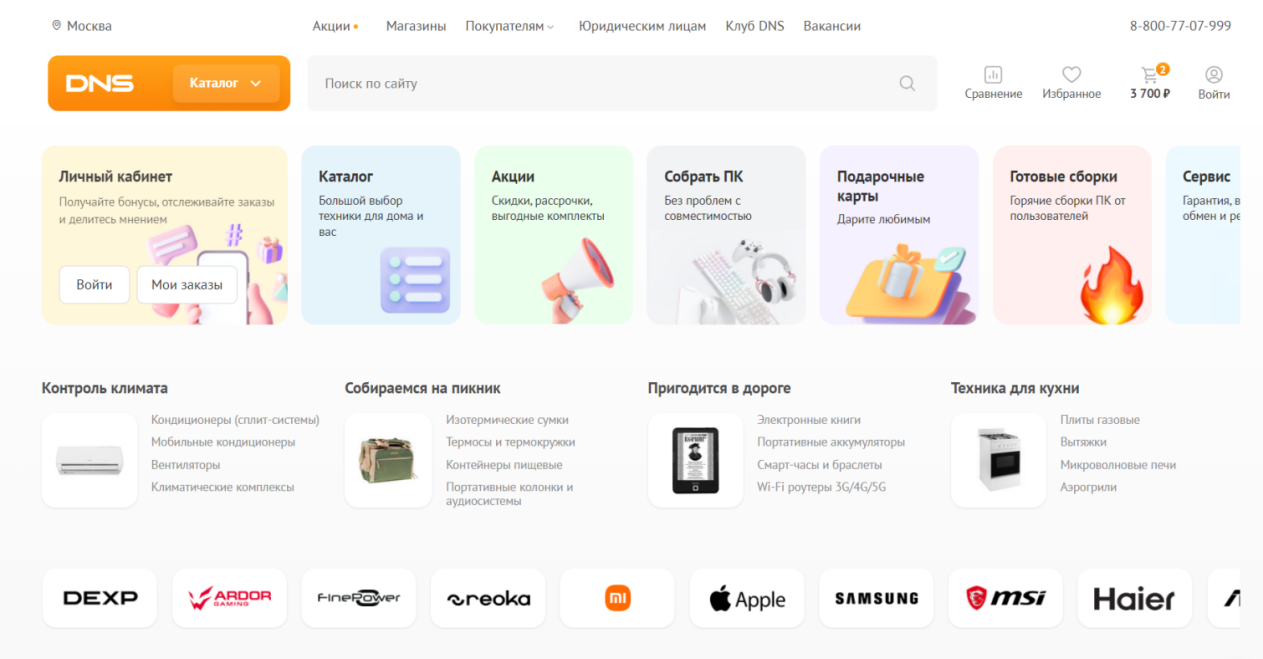 Москва
Акции
Магазины
Покупателям
Юридическим лицам
Клуб DNS
Вакансии
8-800-77-07-999
DNS
Каталог
Поиск по сайту
Сравнение
Избранное
2
3 700 ₽
Войти
Личный кабинет
Получайте бонусы, отслеживайте заказы
и делитесь мнением
#
Войти
Мои заказы
Каталог
Большой выбор
техники для дома и
вас
Акции
Скидки, рассрочки,
выгодные комплекты
Собрать ПК
Без проблем с
совместимостью
Подарочные
карты
Дарите любимым
Готовые сборки
Горячие сборки ПК от
пользователей
Сервис
Гарантия,
обмен и
Контроль климата
Кондиционеры (сплит-системы)
Мобильные кондиционеры
Вентиляторы
Климатические комплексы
Собираемся на пикник
Изотермические сумки
Термосы и термокружки
Контейнеры пищевые
Портативные колонки и
аудиосистемы
Пригодится в дороге
Электронные книги
Портативные аккумуляторы
Смарт-часы и браслеты
Wi-Fi роутеры 3G/4G/5G
Техника для кухни
Плиты газовые
Вытяжки
Микроволновые печи
Аэрогрили
DEXP
ARDOR
GAMING
FinePower
reoka
mi
Apple
SAMSUNG
msi
Haier